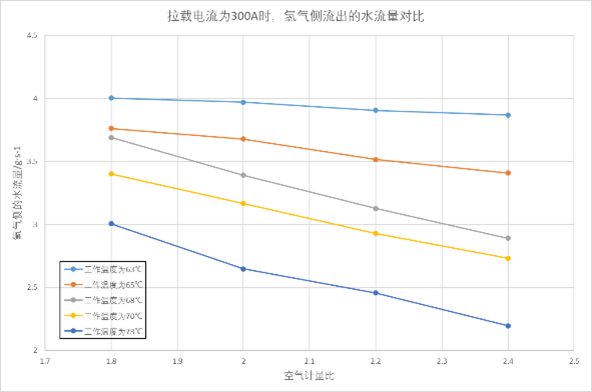 拉载电流为300A时，氢气侧流出的水流量对比
4.5
4
3.5
3
2.5
2
氢气侧的水流量/g·s-1
工作温度为63℃
工作温度为65℃
工作温度为68℃
工作温度为70℃
工作温度为73℃
1.7
1.8
1.9
2
2.1
2.2
2.3
2.4
2.5
空气计量比